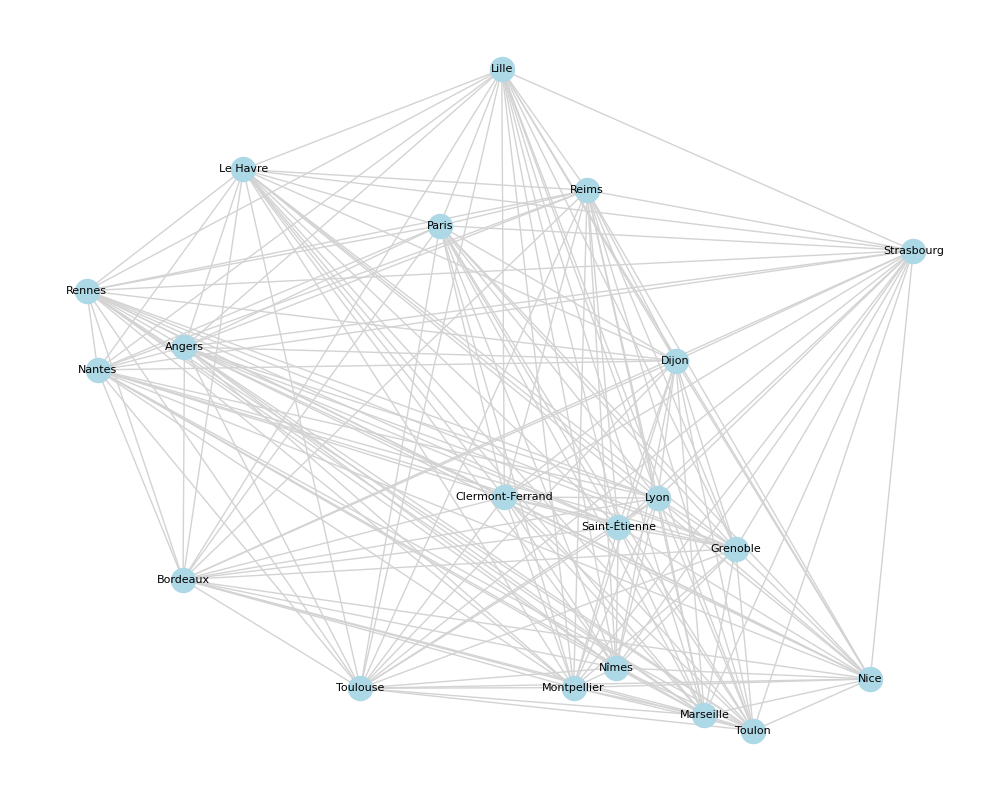 Lille
Le Havre
Reims
Paris
Strasbourg
Rennes
Angers
Dijon
Nantes
Clermont-Ferrand
Lyon
Saint-Étienne
Grenoble
Bordeaux
Nîmes
Nice
Toulouse
Montpellier
Marseille
Toulon